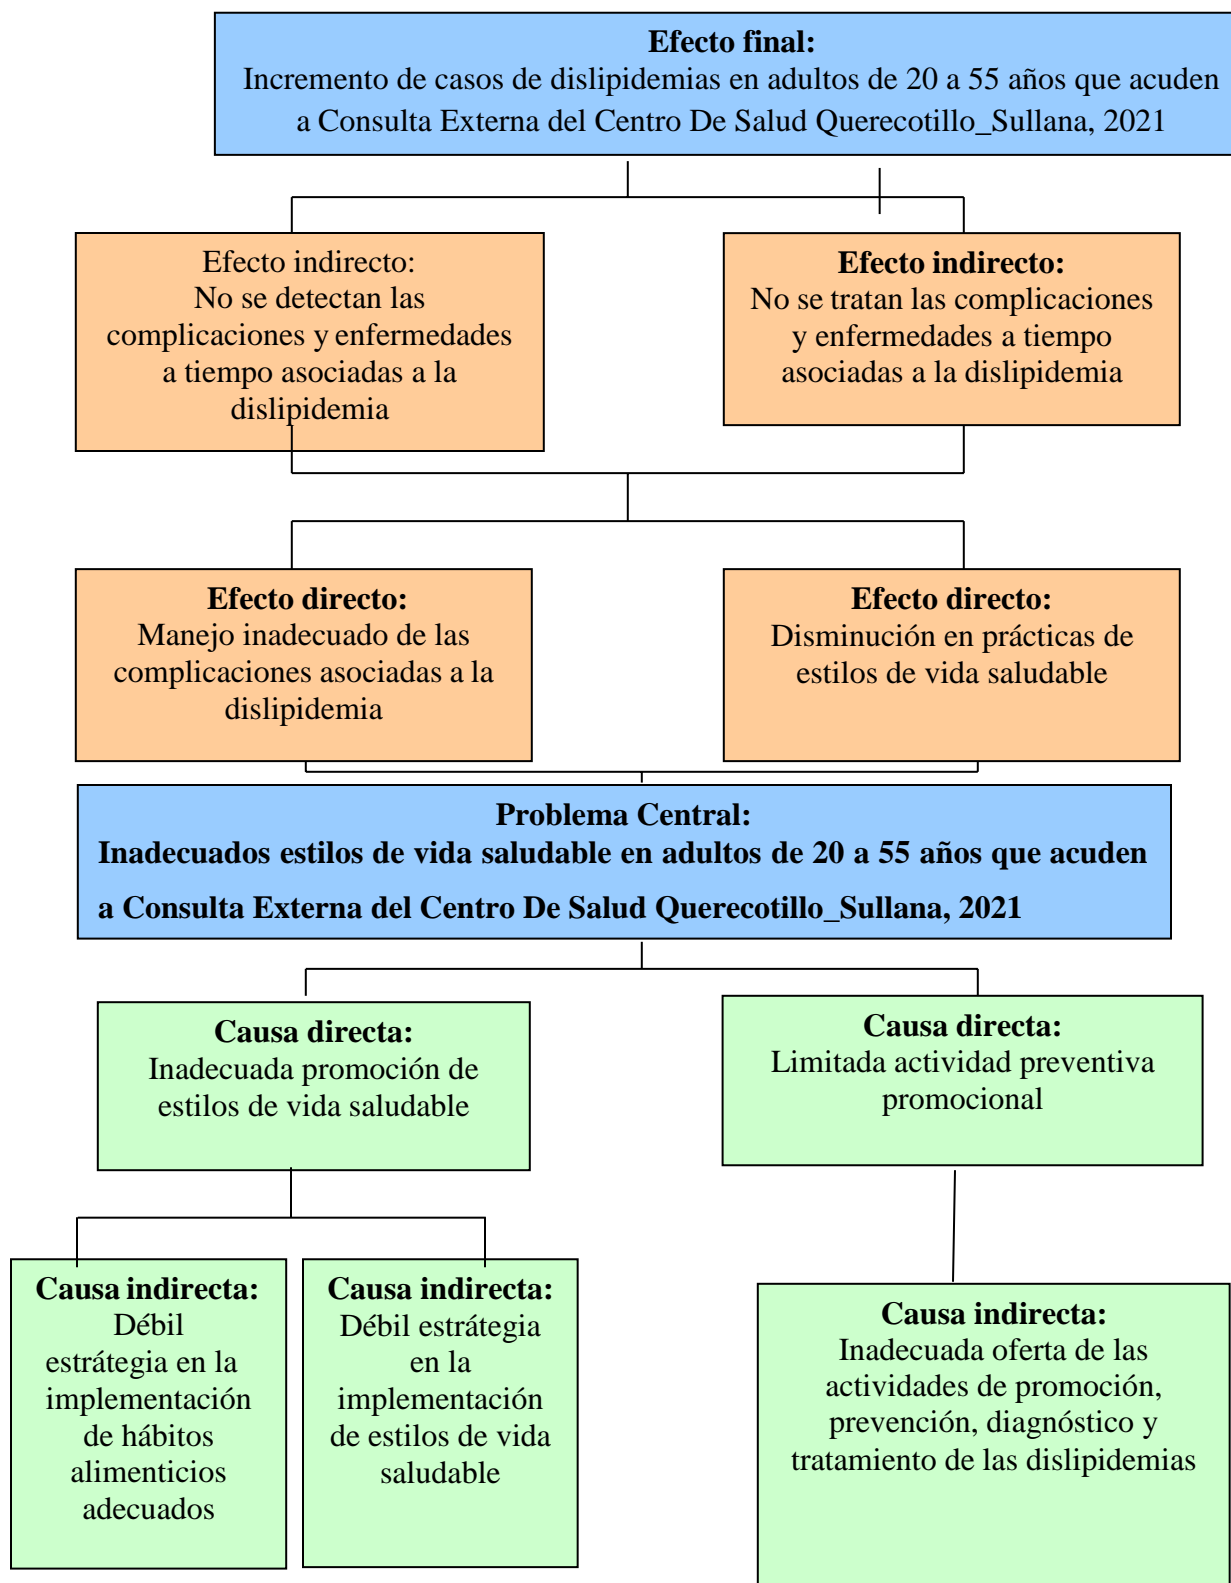 Efecto final:
Incremento de casos de dislipidemias en adultos de 20 a 55 años que acuden
a Consulta Externa del Centro De Salud Querecotillo_Sullana, 2021
Efecto indirecto:
No se detectan las
complicaciones y enfermedades
a tiempo asociadas a la
dislipidemia
Efecto indirecto:
No se tratan las complicaciones
y enfermedades a tiempo
asociadas a la dislipidemia
Efecto directo:
Manejo inadecuado de las
complicaciones asociadas a la
dislipidemia
Efecto directo:
Disminución en prácticas de
estilos de vida saludable
Problema Central:
Inadecuados estilos de vida saludable en adultos de 20 a 55 años que acuden
a Consulta Externa del Centro De Salud Querecotillo_Sullana, 2021
Causa directa:
Inadecuada promoción de
estilos de vida saludable
Causa directa:
Limitada actividad preventiva
promocional
Causa indirecta:
Débil
estrátegia en la
implementación
de hábitos
alimenticios
adecuados
Causa indirecta:
Débil estrátegia
en la
implementación
de estilos de vida
saludable
Causa indirecta:
Inadecuada oferta de las
actividades de promoción,
prevención, diagnóstico y
tratamiento de las dislipidemias